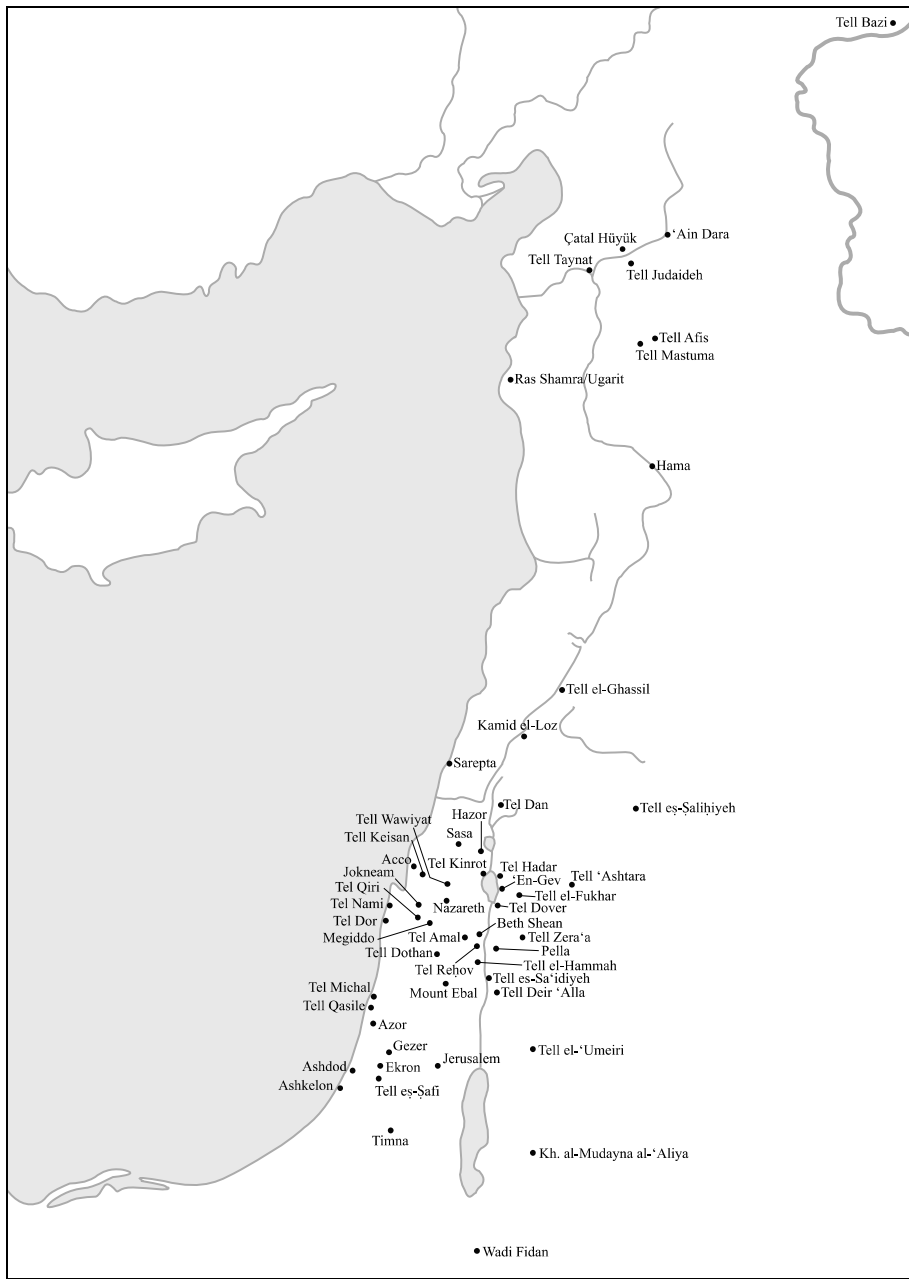 Tell Bazi
‘Ain Dara
Çatal Hüyük
Tell Taynat
Tell Judaideh
Tell Afis
Tell Mastuma
Ras Shamra/Ugarit
Hama
Tell el-Ghassil
Kamid el-Loz
Sarepta
Tel Dan
Tell eṣ-Ṣaliḥiyeh
Hazor
Tell Wawiyat
Sasa
Tell Keisan
Acco
Tel Kinrot
Tel Hadar
Jokneam
‘En-Gev
Tell ‘Ashtara
Tel Qiri
Tell el-Fukhar
Tel Nami
Nazareth
Tel Dover
Tel Dor
Beth Shean
Megiddo
Tel Amal
Tell Zera‘a
Tell Dothan
Pella
Tel Reḥov
Tell el-Hammah
Tell es-Sa‘idiyeh
Mount Ebal
Tell Deir ‘Alla
Tel Michal
Tell Qasile
Azor
Gezer
Tell el-‘Umeiri
Jerusalem
Ashdod
Ekron
Ashkelon
Tell eṣ-Ṣafi
Timna
Kh. al-Mudayna al-‘Aliya
Wadi Fidan